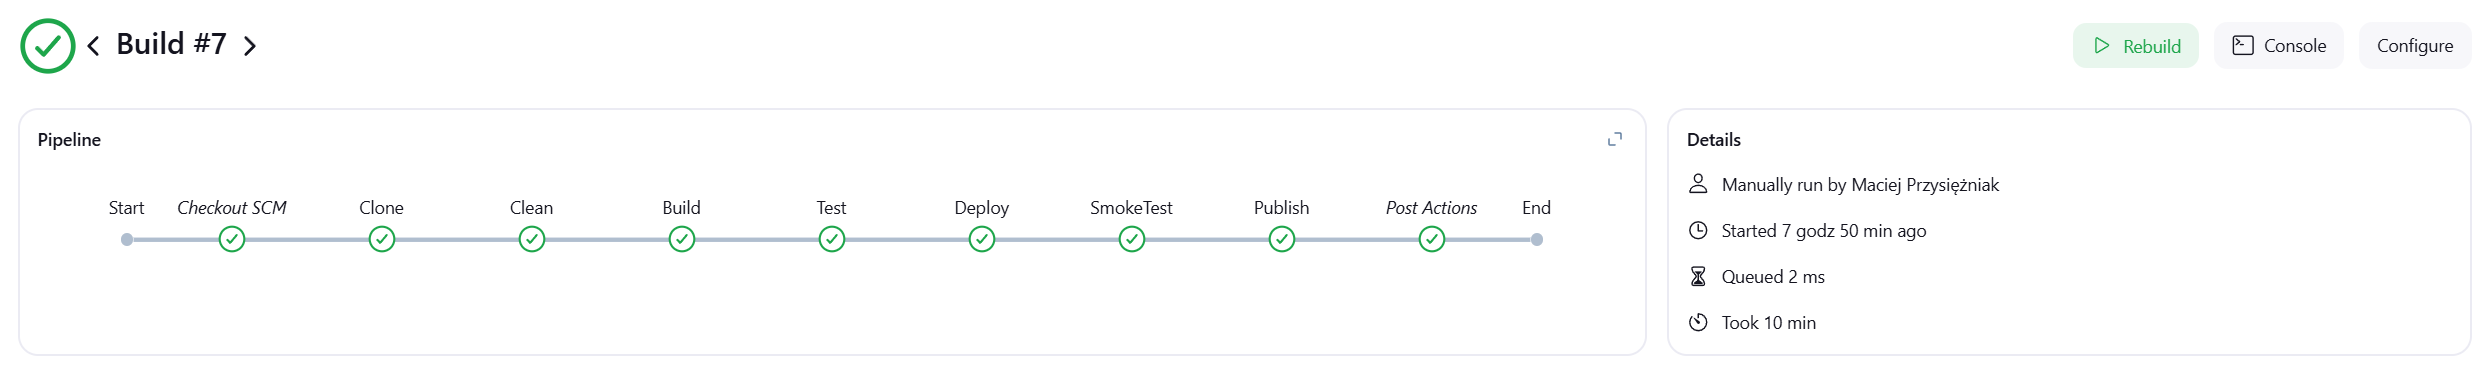 Build #7
Rebuild
Console
Configure
Pipeline
Start
Checkout SCM
Clone
Clean
Build
Test
Deploy
SmokeTest
Publish
Post Actions
End
Details
Manually run by Maciej Przysiężniak
Started 7 godz 50 min ago
Queued 2 ms
Took 10 min